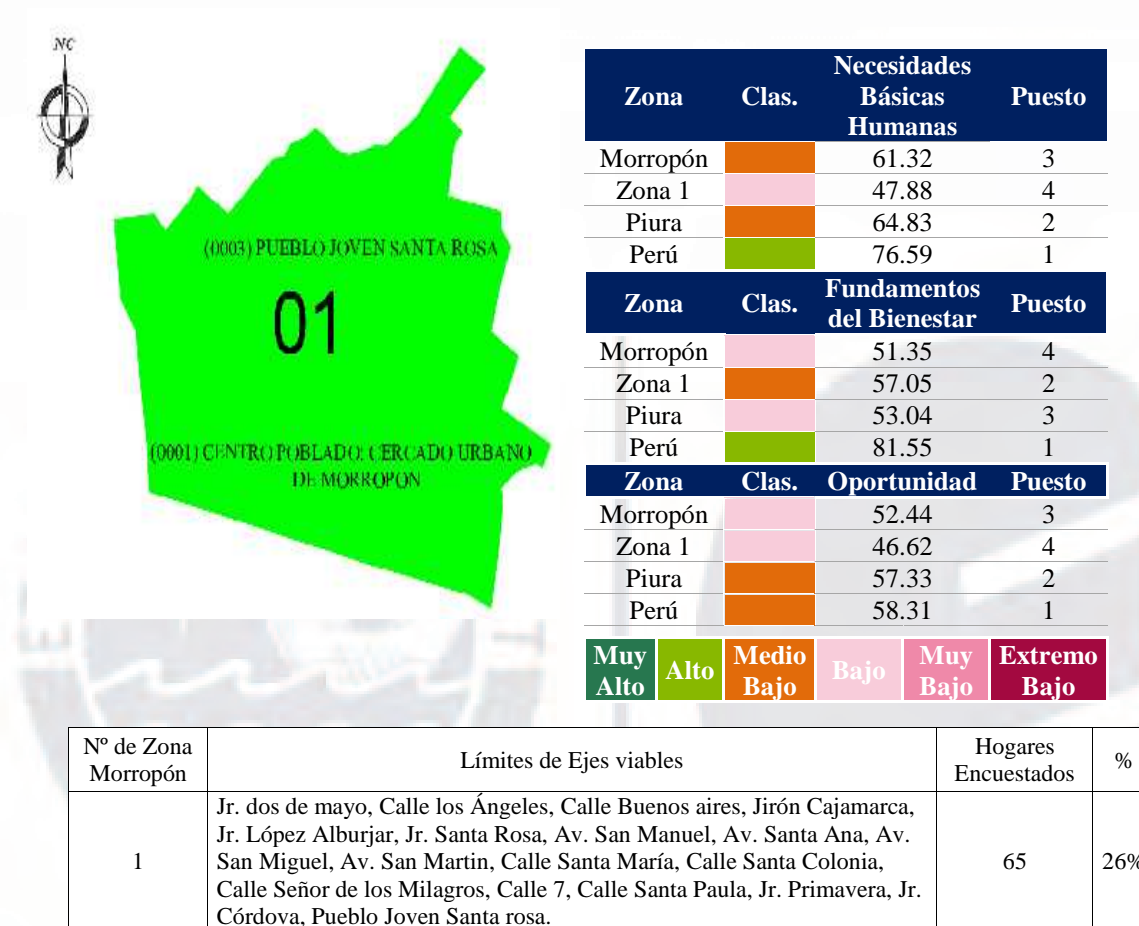 NC
(0003) PUEBLO JOVEN SANTA ROSA
01
(0001) CENTRO POBLADO: CERCADO URBANO
DE MORROPON
Zona Clas. Necesidades Básicas Humanas Puesto
Morropón 61.32 3
Zona 1 47.88 4
Piura 64.83 2
Perú 76.59 1
Zona Clas. Fundamentos del Bienestar Puesto
Morropón 51.35 4
Zona 1 57.05 2
Piura 53.04 3
Perú 81.55 1
Zona Clas. Oportunidad Puesto
Morropón 52.44 3
Zona 1 46.62 4
Piura 57.33 2
Perú 58.31 1
Muy Alto Alto Medio Bajo Bajo Muy Bajo Extremo Bajo
Nº de Zona Morropón Límites de Ejes viables Hogares Encuestados %
Jr. dos de mayo, Calle los Ángeles, Calle Buenos aires, Jirón Cajamarca,
Jr. López Alburjar, Jr. Santa Rosa, Av. San Manuel, Av. Santa Ana, Av.
1 San Miguel, Av. San Martin, Calle Santa María, Calle Santa Colonia, 65 26%
Calle Señor de los Milagros, Calle 7, Calle Santa Paula, Jr. Primavera, Jr.
Córdova, Pueblo Joven Santa rosa.